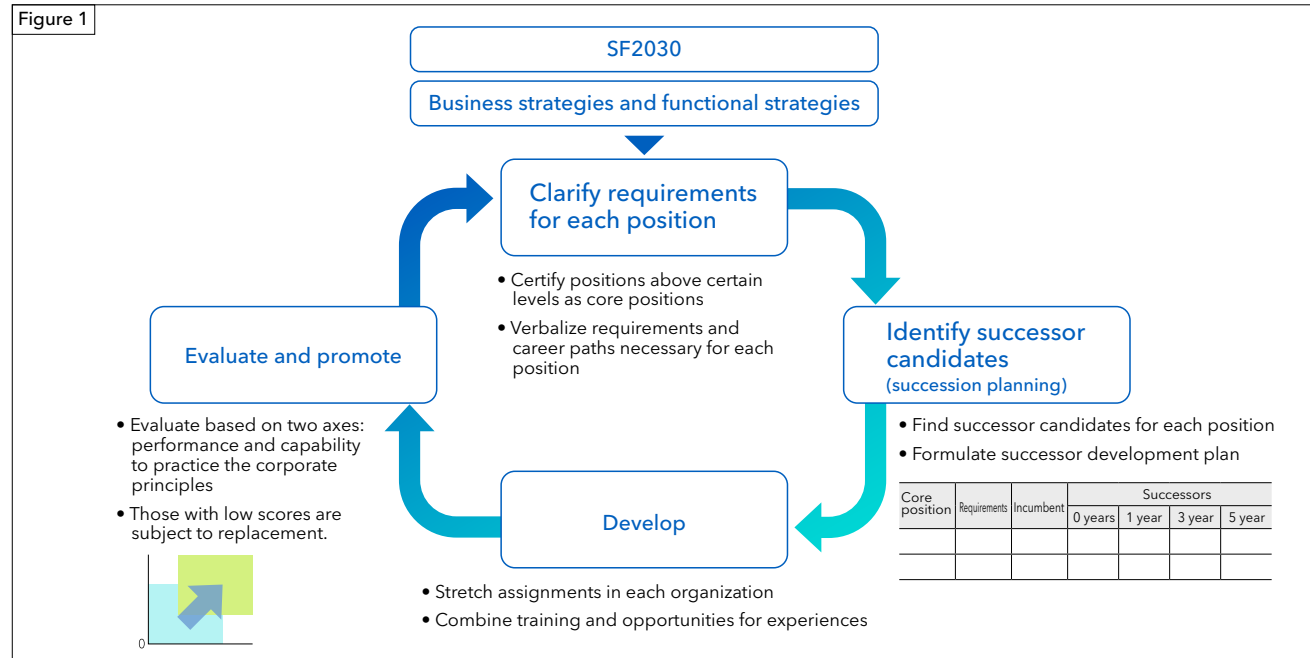 Figure 1
SF2030
Business strategies and functional strategies
Clarify requirements
for each position
• Certify positions above certain
levels as core positions
• Verbalize requirements and
career paths necessary for each
position
Identify successor
candidates
(succession planning)
• Find successor candidates for each position
• Formulate successor development plan
Core
position
Requirements
Incumbent
Successors
0 years
1 year
3 year
5 year
Develop
• Stretch assignments in each organization
• Combine training and opportunities for experiences
Evaluate and promote
• Evaluate based on two axes:
performance and capability
to practice the corporate
principles
• Those with low scores are
subject to replacement.
0